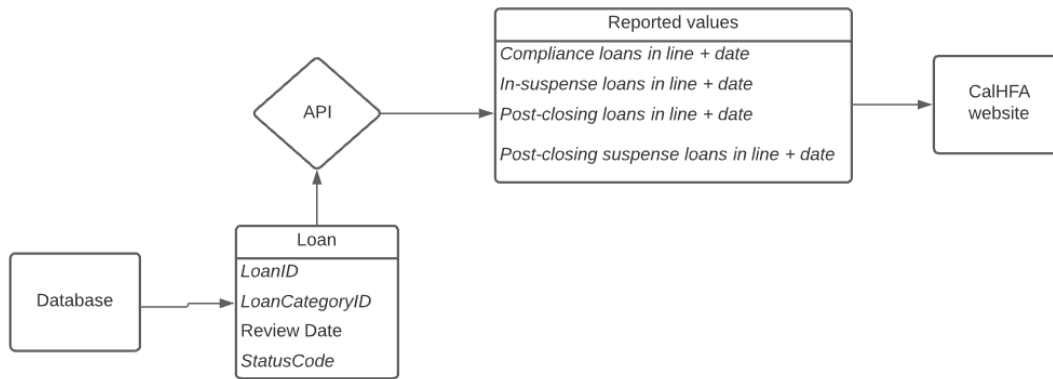 Reported values
Compliance loans in line + date
In-suspense loans in line + date
Post-closing loans in line + date
Post-closing suspense loans in line + date
API
CalHFA
website
Database
Loan
LoanID
LoanCategoryID
Review Date
StatusCode